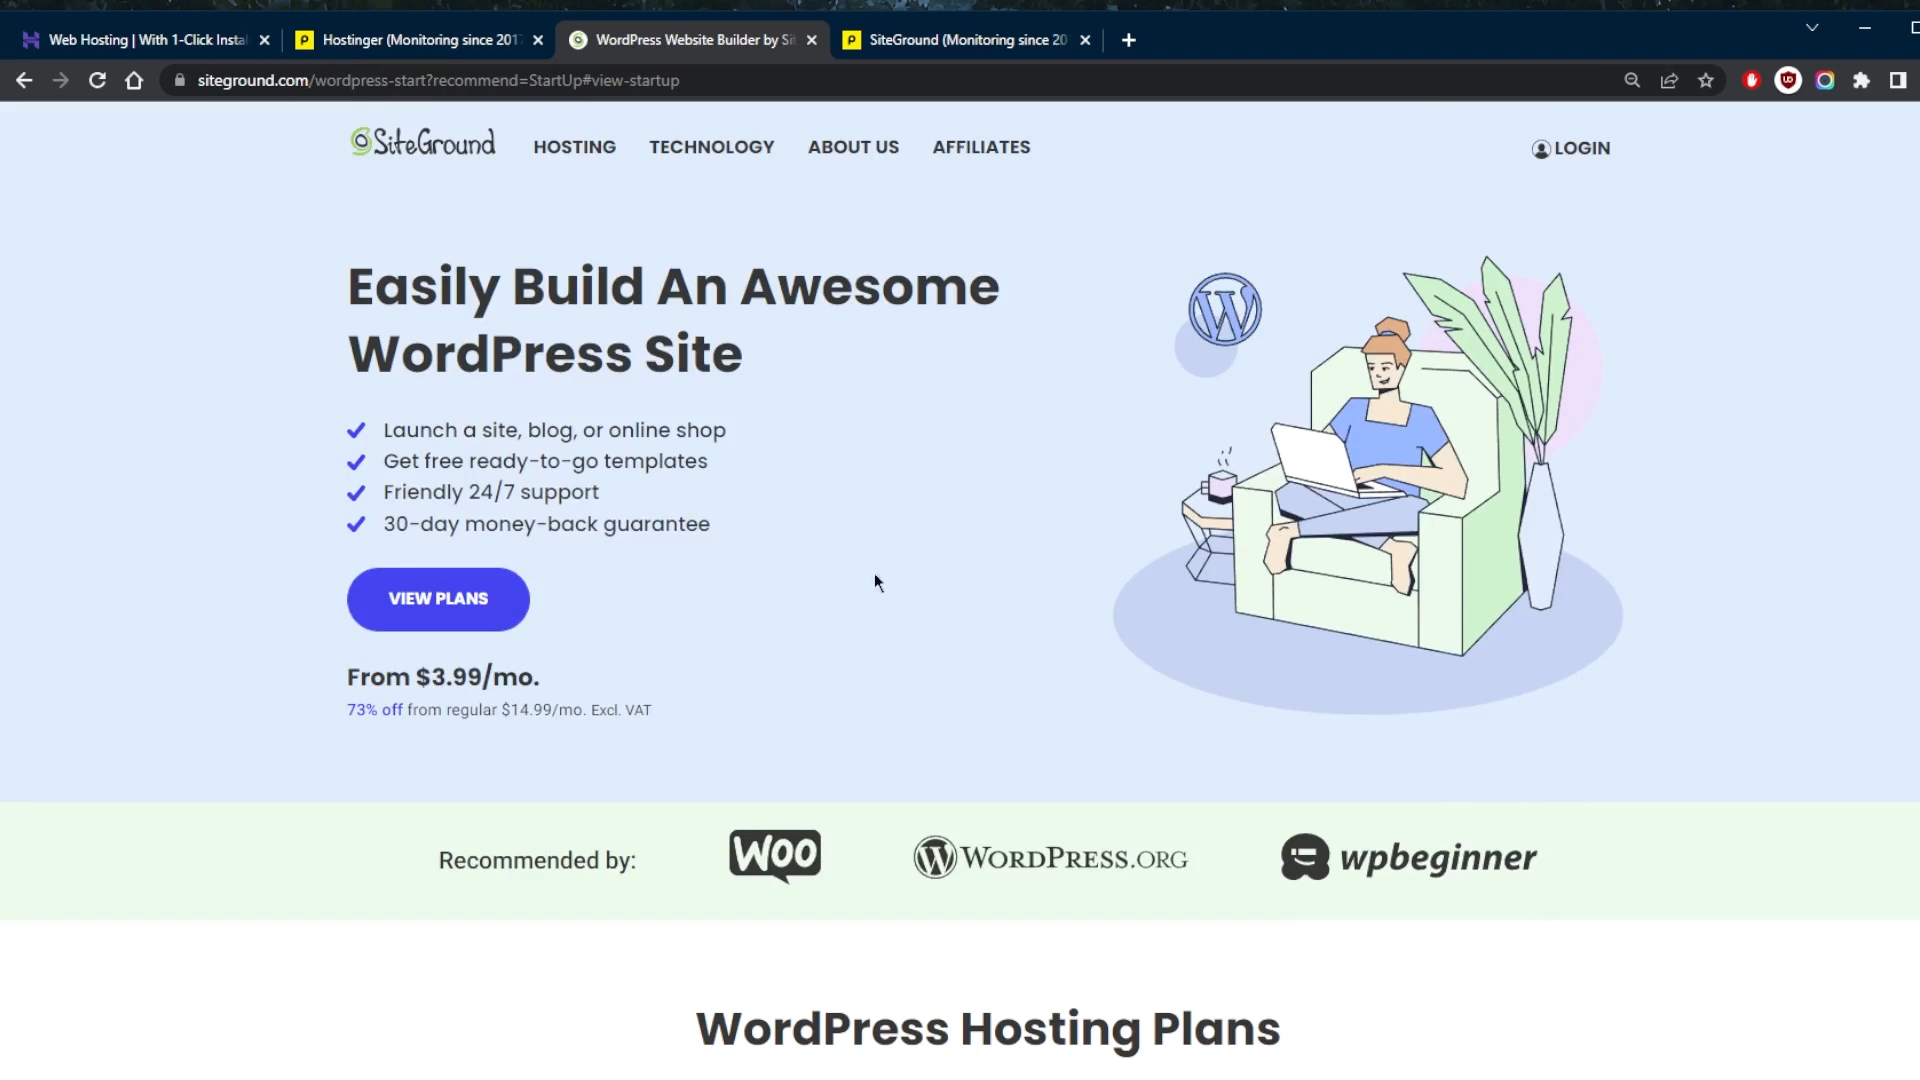 Web Hosting | With 1-Click Insta
P
Hostinger (Monitoring since 201
WordPress Website Builder by Si
P
SiteGround (Monitoring since 20
siteground.com/wordpress-start?recommend=StartUp#view-startup
SiteGround
HOSTING
TECHNOLOGY
ABOUT US
AFFILIATES
LOGIN
Easily Build An Awesome
WordPress Site
Launch a site, blog, or online shop
Get free ready-to-go templates
Friendly 24/7 support
30-day money-back guarantee
VIEW PLANS
From $3.99/mo.
73% off from regular $14.99/mo. Excl. VAT
W
Recommended by:
WOO
WORDPRESS.ORG
wpbeginner
WordPress Hosting Plans